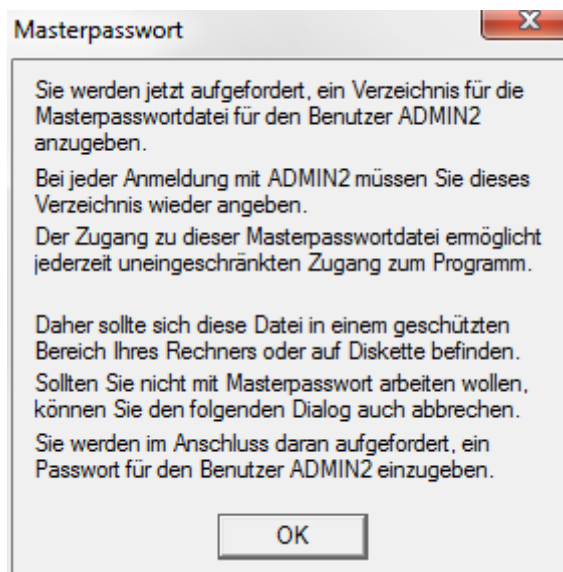 Masterpasswort
Sie werden jetzt aufgefordert, ein Verzeichnis für die
Masterpasswortdatei für den Benutzer ADMIN2
anzugeben.
Bei jeder Anmeldung mit ADMIN2 müssen Sie dieses
Verzeichnis wieder angeben.
Der Zugang zu dieser Masterpasswortdatei ermöglicht
jederzeit uneingeschränkten Zugang zum Programm.
Daher sollte sich diese Datei in einem geschützten
Bereich Ihres Rechners oder auf Diskette befinden.
Sollten Sie nicht mit Masterpasswort arbeiten wollen,
können Sie den folgenden Dialog auch abbrechen.
Sie werden im Anschluss daran aufgefordert, ein
Passwort für den Benutzer ADMIN2 einzugeben.
OK